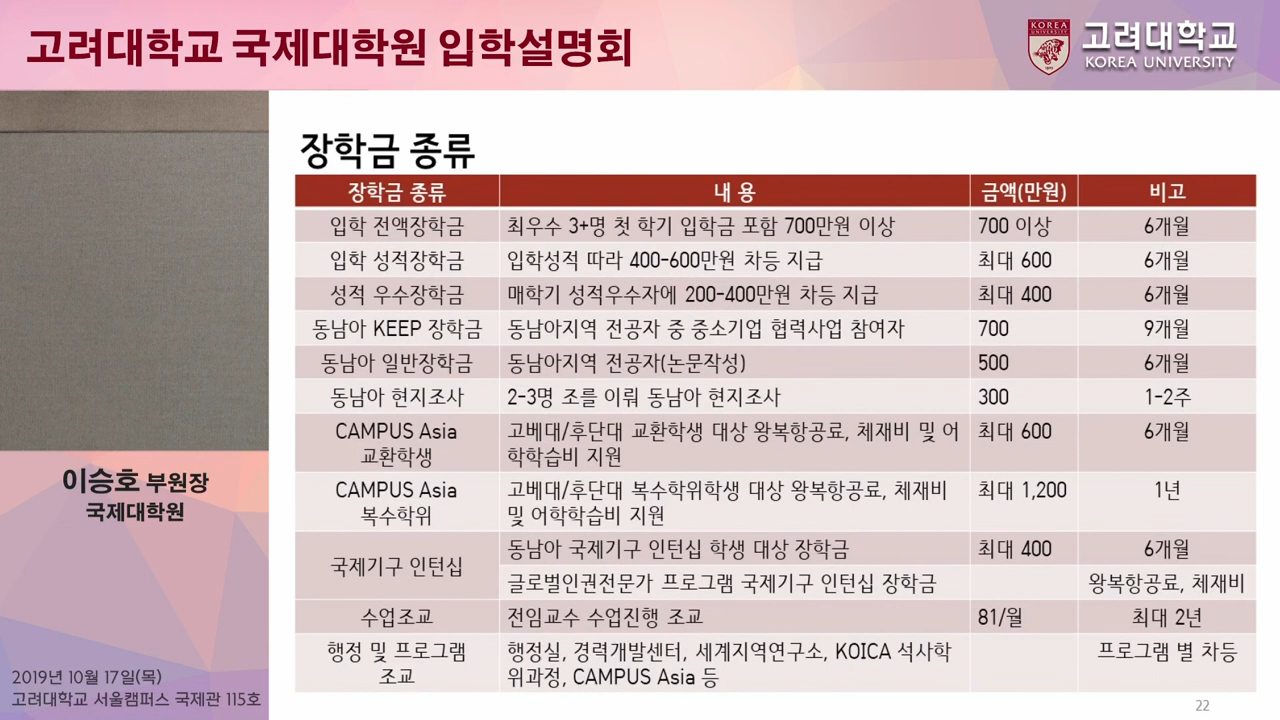 고려대학교 국제대학원 입학설명회
KOREA
UNIVERSITY
고려대학교
KOREA UNIVERSITY
이승호 부원장
국제대학원
2019년 10월 17일(목)
고려대학교 서울캠퍼스 국제관 115호
장학금 종류
장학금 종류 내 용 금액(만원) 비고
입학 전액장학금 최우수 3+명 첫 학기 입학금 포함 700만원 이상 700 이상 6개월
입학 성적장학금 입학성적 따라 400-600만원 차등 지급 최대 600 6개월
성적 우수장학금 매학기 성적우수자에 200-400만원 차등 지급 최대 400 6개월
동남아 KEEP 장학금 동남아지역 전공자 중 중소기업 협력사업 참여자 700 9개월
동남아 일반장학금 동남아지역 전공자(논문작성) 500 6개월
동남아 현지조사 2-3명 조를 이뤄 동남아 현지조사 300 1-2주
CAMPUS Asia 고베대/후단대 교환학생 대상 왕복항공료, 체재비 및 어 최대 600 6개월
교환학생 학학습비 지원
CAMPUS Asia 고베대/후단대 복수학위학생 대상 왕복항공료, 체재비 최대 1,200 1년
복수학위 및 어학학습비 지원
국제기구 인턴십 동남아 국제기구 인턴십 학생 대상 장학금 최대 400 6개월
글로벌인권전문가 프로그램 국제기구 인턴십 장학금 왕복항공료, 체재비
수업조교 전임교수 수업진행 조교 81/월 최대 2년
행정 및 프로그램 행정실, 경력개발센터, 세계지역연구소, KOICA 석사학 프로그램 별 차등
조교 위과정, CAMPUS Asia 등
22